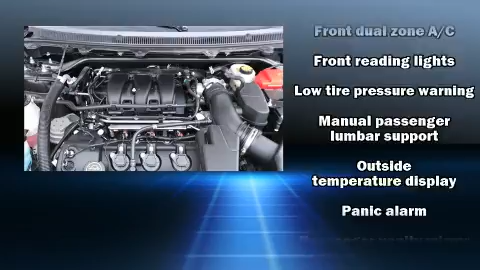 Front dual zone A/C
Front reading lights
Low tire pressure warning
Manual passenger
lumbar support
Outside
temperature display
Panic alarm